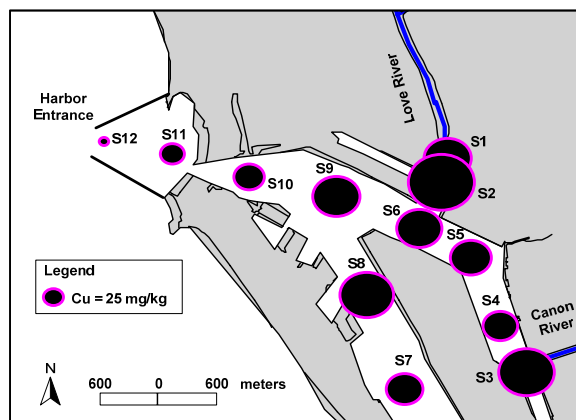 Love River
Harbor
Entrance
S12
S11
S1
S10
S9
S2
S6
S5
S8
S4
Canon
River
S3
S7
Legend
Cu = 25 mg/kg
N
600 0 600 meters